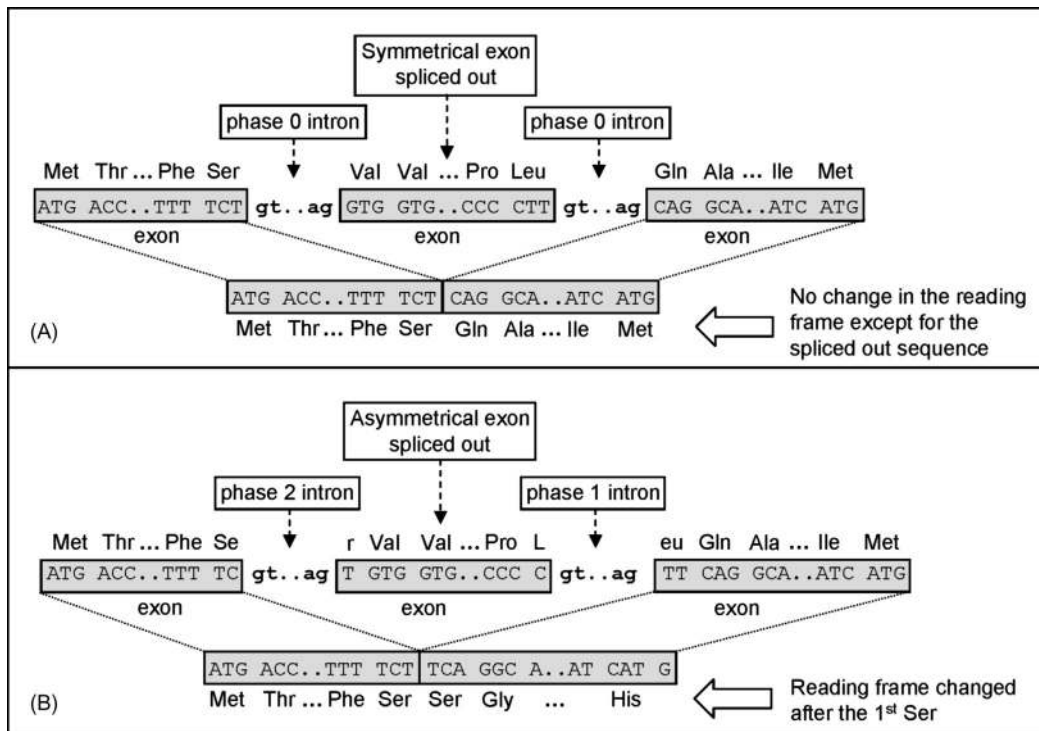 Symmetrical exon
spliced out
phase 0 intron
phase 0 intron
Met Thr ... Phe Ser
Val Val ... Pro Leu
Gln Ala ... Ile Met
ATG ACC..TTT TCT
gt..ag
GTG GTG..CCC CTT
gt..ag
CAG GCA..ATC ATG
exon
exon
exon
ATG ACC..TTT TCT
CAG GCA..ATC ATG
Met Thr ... Phe Ser
Gln Ala ... Ile Met
No change in the reading
frame except for the
spliced out sequence
(A)
Asymmetrical exon
spliced out
phase 2 intron
phase 1 intron
Met Thr ... Phe Se
r Val Val ... Pro L
eu Gln Ala ... Ile Met
ATG ACC..TTT TC
gt..ag
T GTG GTG..CCC C
gt..ag
TT CAG GCA..ATC ATG
exon
exon
exon
ATG ACC..TTT TCT
TCA GGC A..AT CAT G
Met Thr ... Phe Ser
Ser Gly ... His
Reading frame changed
after the 1st Ser
(B)